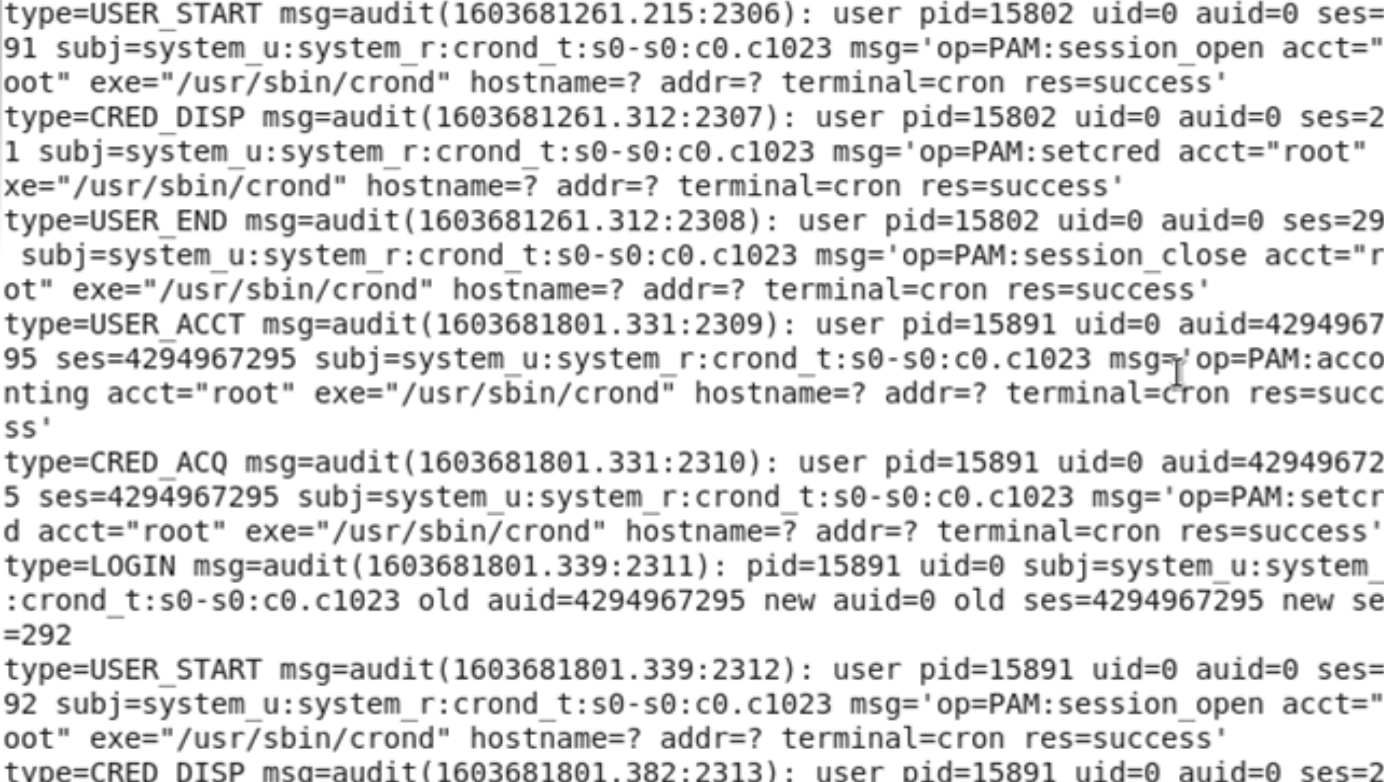 type=USER_START msg=audit(1603681261.215:2306): user pid=15802 uid=0 auid=0 ses=
91 subj=system_u:system_r:crond_t:s0-s0:c0.c1023 msg='op=PAM:session_open acct="
oot" exe="/usr/sbin/crond" hostname=? addr=? terminal=cron res=success'
type=CRED_DISP msg=audit(1603681261.312:2307): user pid=15802 uid=0 auid=0 ses=2
1 subj=system_u:system_r:crond_t:s0-s0:c0.c1023 msg='op=PAM:setcred acct="root"
xe="/usr/sbin/crond" hostname=? addr=? terminal=cron res=success'
type=USER_END msg=audit(1603681261.312:2308): user pid=15802 uid=0 auid=0 ses=29
subj=system_u:system_r:crond_t:s0-s0:c0.c1023 msg='op=PAM:session_close acct="r
ot" exe="/usr/sbin/crond" hostname=? addr=? terminal=cron res=success'
type=USER_ACCT msg=audit(1603681801.331:2309): user pid=15891 uid=0 auid=4294967
95 ses=4294967295 subj=system_u:system_r:crond_t:s0-s0:c0.c1023 msg='op=PAM:acco
nting acct="root" exe="/usr/sbin/crond" hostname=? addr=? terminal=cron res=succ
ss'
type=CRED_ACQ msg=audit(1603681801.331:2310): user pid=15891 uid=0 auid=42949672
5 ses=4294967295 subj=system_u:system_r:crond_t:s0-s0:c0.c1023 msg='op=PAM:setcr
d acct="root" exe="/usr/sbin/crond" hostname=? addr=? terminal=cron res=success'
type=LOGIN msg=audit(1603681801.339:2311): pid=15891 uid=0 subj=system_u:system_
:crond_t:s0-s0:c0.c1023 old auid=4294967295 new auid=0 old ses=4294967295 new se
=292
type=USER_START msg=audit(1603681801.339:2312): user pid=15891 uid=0 auid=0 ses=
92 subj=system_u:system_r:crond_t:s0-s0:c0.c1023 msg='op=PAM:session_open acct="
oot" exe="/usr/sbin/crond" hostname=? addr=? terminal=cron res=success'
type=CRED_DISP msg=audit(1603681801.382:2313): user pid=15891 uid=0 auid=0 ses=2